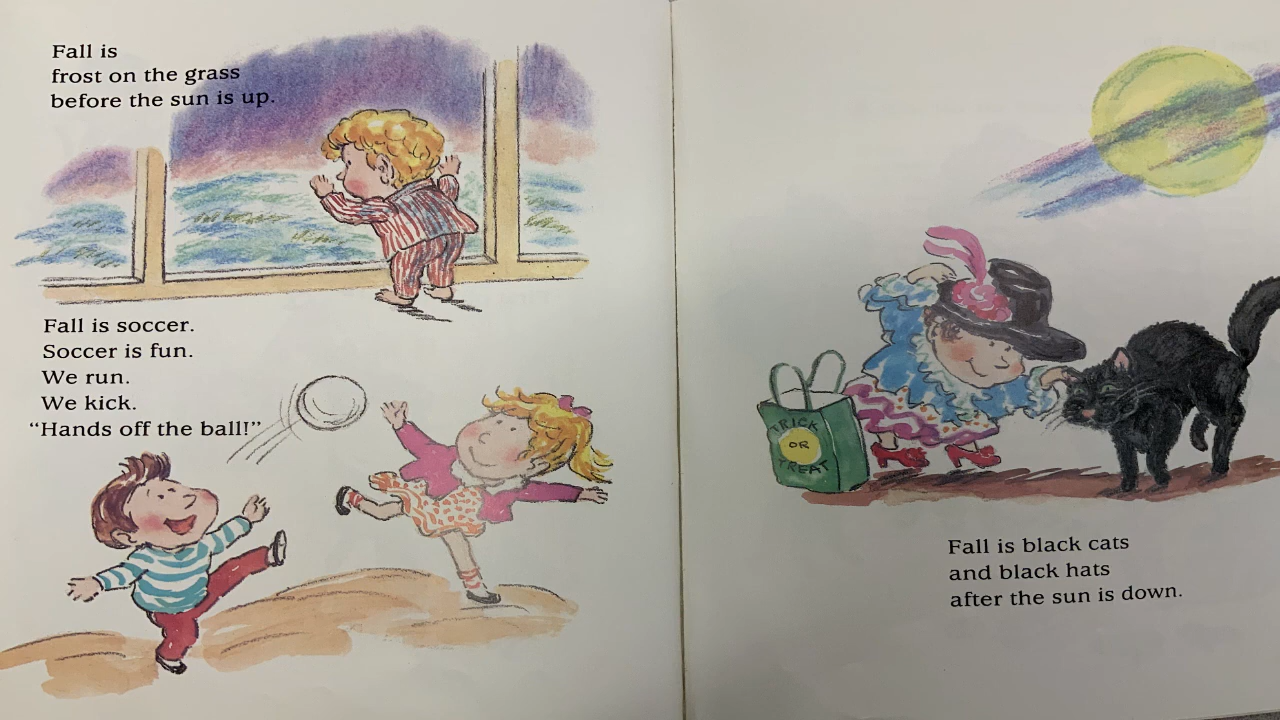 Fall is
frost on the grass
before the sun is up.
Fall is soccer.
Soccer is fun.
We run.
We kick.
“Hands off the ball!”
TRICK
OR
TREAT
Fall is black cats
and black hats
after the sun is down.